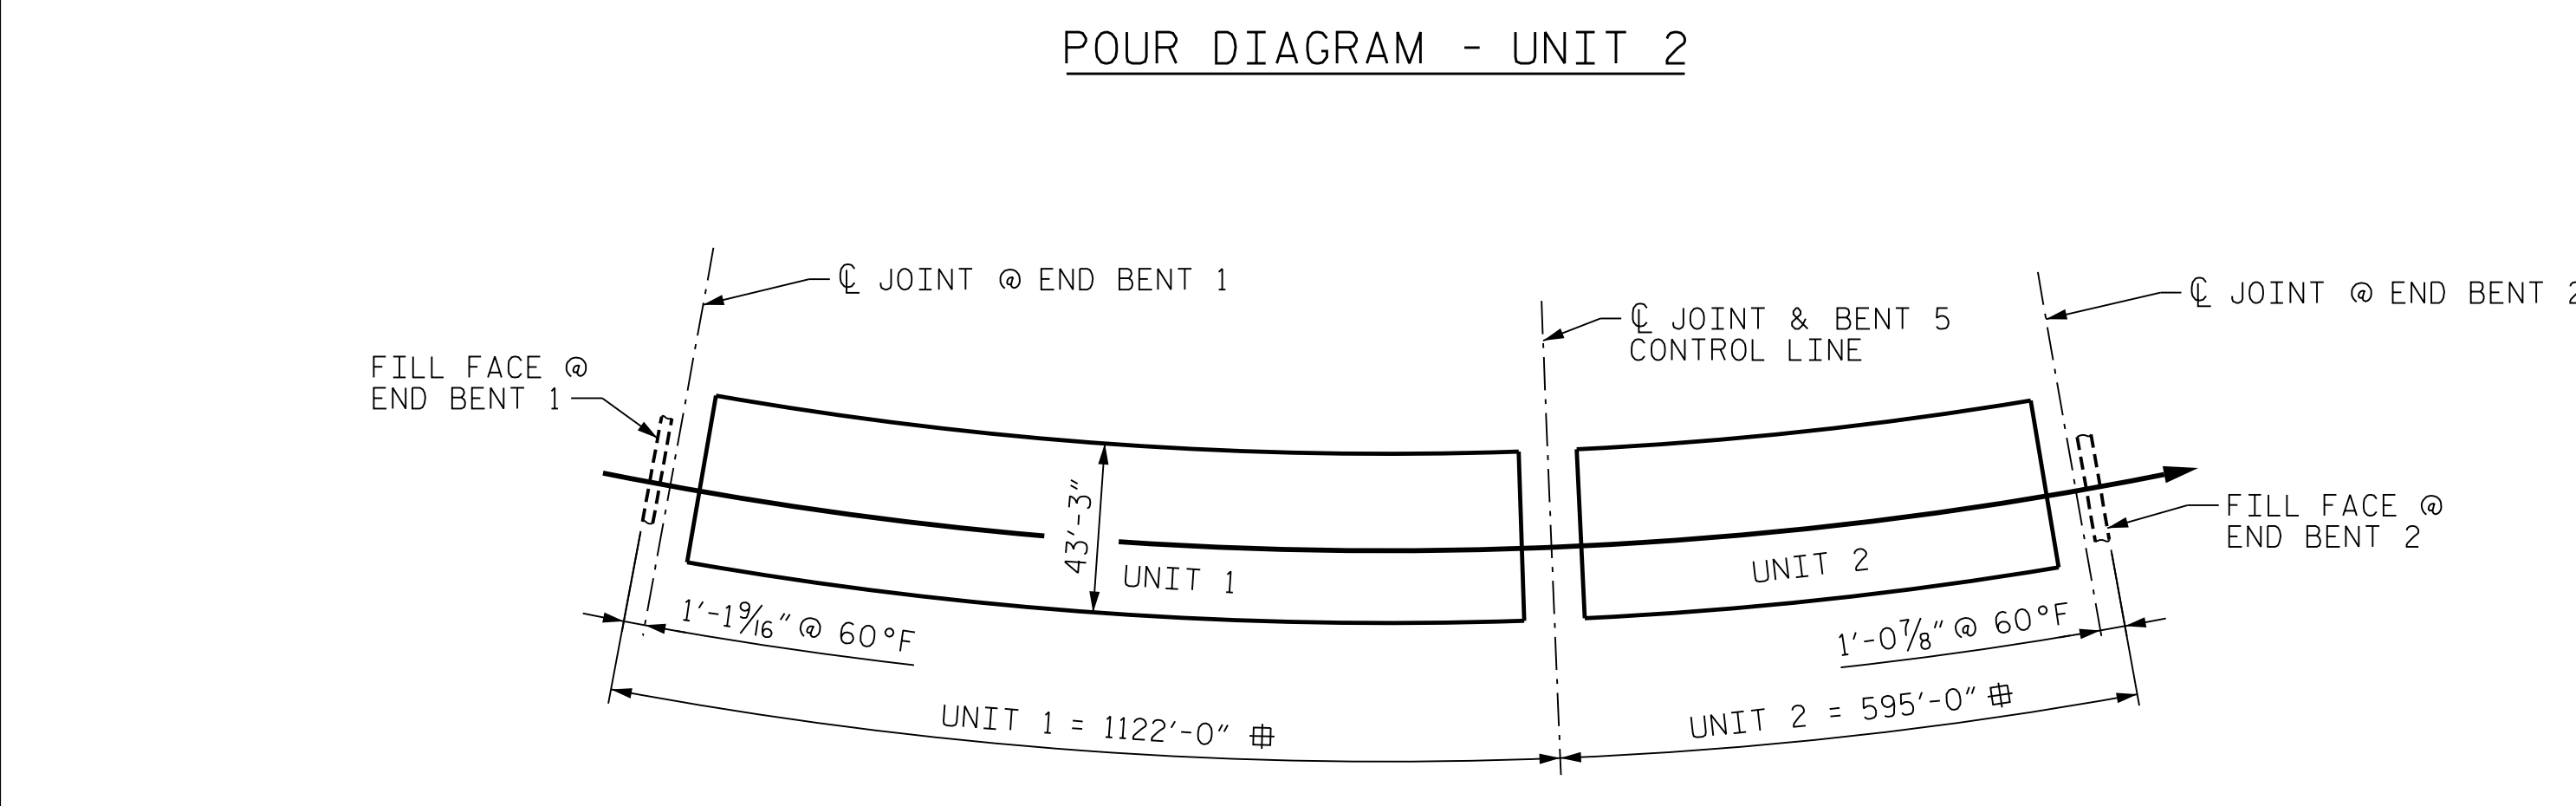 POUR DIAGRAM - UNIT 2
℄ JOINT @ END BENT 1
℄ JOINT @ END BENT 2
℄ JOINT & BENT 5
CONTROL LINE
FILL FACE @
END BENT 1
43'-3"
UNIT 1
UNIT 2
FILL FACE @
END BENT 2
1'-1 9/16" @ 60°F
1'-0 7/8" @ 60°F
UNIT 1 = 1122'-0" ⌗
UNIT 2 = 595'-0" ⌗